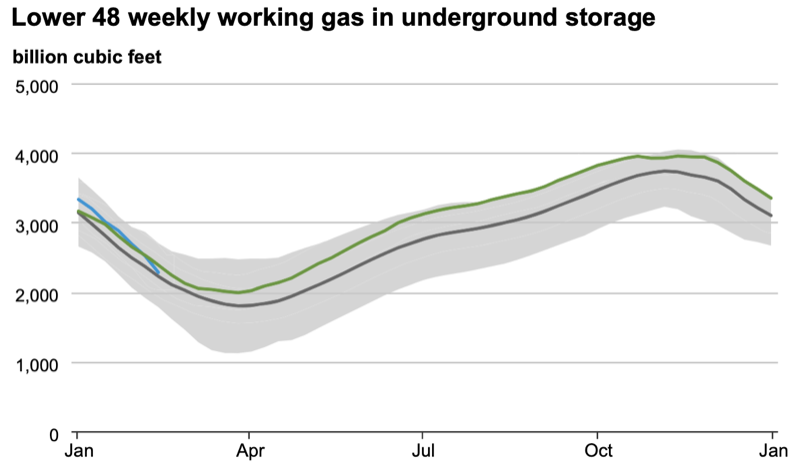 Lower 48 weekly working gas in underground storage
billion cubic feet
5,000
4,000
3,000
2,000
1,000
0
Jan Apr Jul Oct Jan